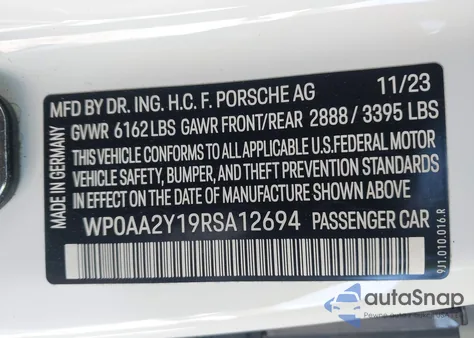 MFD BY DR. ING. H.C. F. PORSCHE AG 11/23
GVWR 6162 LBS GAWR FRONT/REAR 2888 / 3395 LBS
THIS VEHICLE CONFORMS TO ALL APPLICABLE U.S. FEDERAL MOTOR
VEHICLE SAFETY, BUMPER, AND THEFT PREVENTION STANDARDS
IN EFFECT ON THE DATE OF MANUFACTURE SHOWN ABOVE
WP0AA2Y19RSA12694 PASSENGER CAR
MADE IN GERMANY
9J1.010.016.R
autoSnap